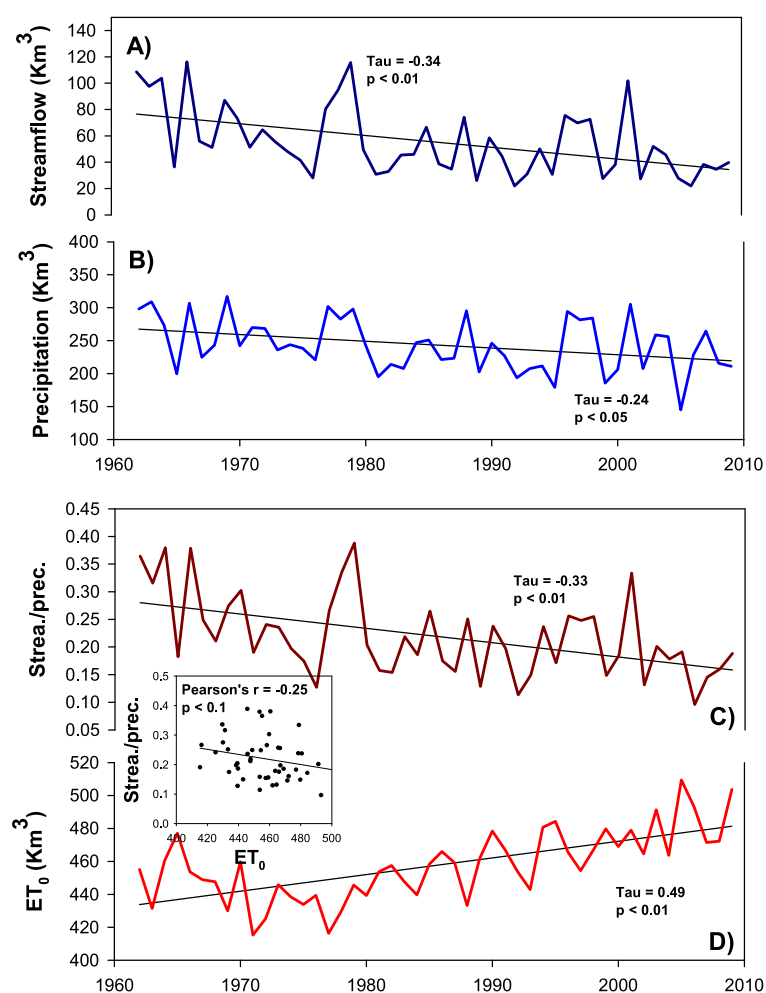 A)
Streamflow (Km3)
140
120
100
80
60
40
20
0
Tau = -0.34
p < 0.01
B)
Precipitation (Km3)
400
350
300
250
200
150
100
Tau = -0.24
p < 0.05
1960 1970 1980 1990 2000 2010
C)
Strea./prec.
0.45
0.40
0.35
0.30
0.25
0.20
0.15
0.10
0.05
Tau = -0.33
p < 0.01
Pearson's r = -0.25
p < 0.1
Strea./prec.
0.5
0.4
0.3
0.2
0.1
0.0
400 420 440 460 480 500
ET0
D)
ET0 (Km3)
520
500
480
460
440
420
400
Tau = 0.49
p < 0.01
1960 1970 1980 1990 2000 2010